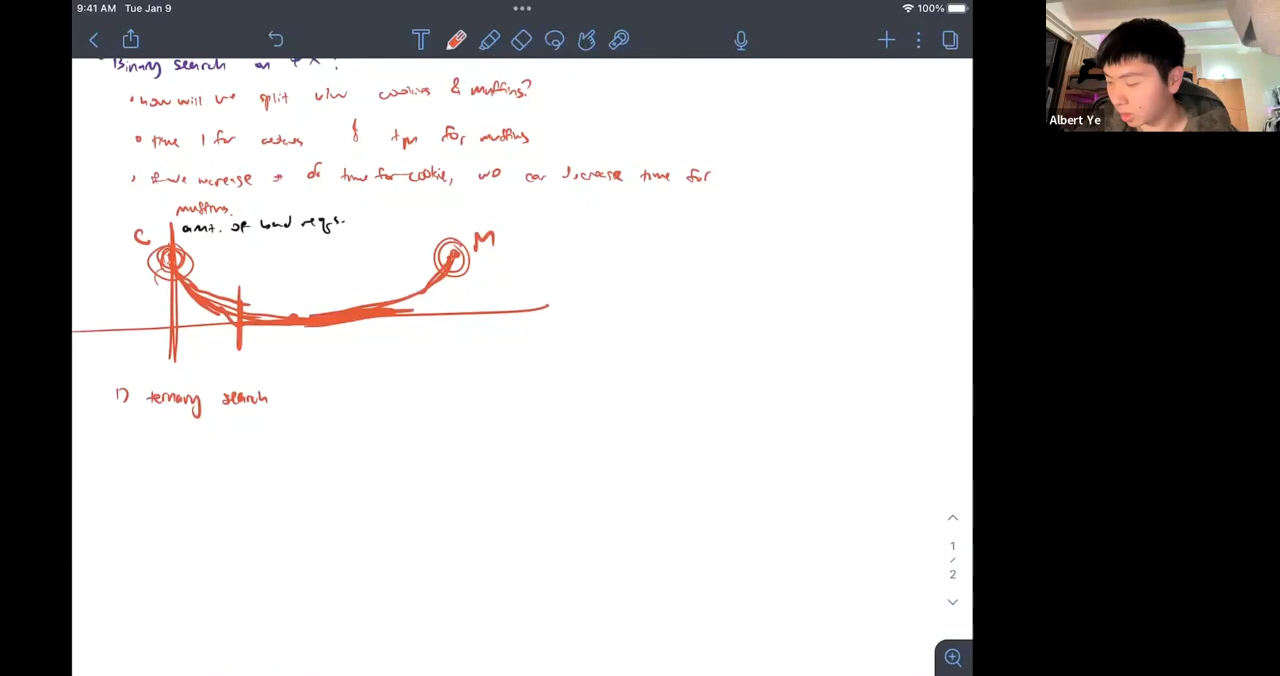 9:41 AM Tue Jan 9
100%
Binary search on
• how will we split b/w cookies & muffins?
• time 1 for cookies & tm for muffins
• if we increase of time for cookie, we can decrease time for
muffins.
amt. of bad reqs.
C
M
1) ternary search
1
/
2
Albert Ye